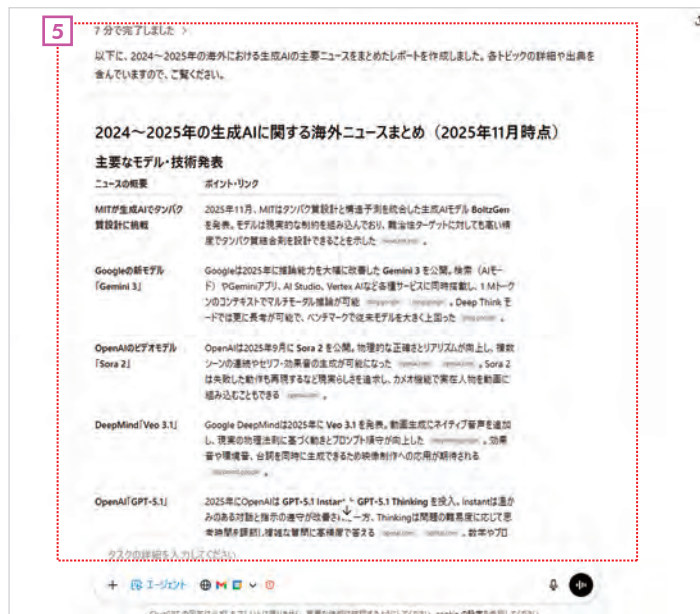 5
7 分で完了しました >
以下に、2024～2025年の海外における生成AIの主要ニュースをまとめたレポートを作成しました。各トピックの詳細や出典を
含んでいますので、ご覧ください。
2024～2025年の生成AIに関する海外ニュースまとめ（2025年11月時点）
主要なモデル・技術発表
ニュースの概要 ポイント・リンク
MITが生成AIでタンパク
質設計に挑戦
2025年11月、MITはタンパク質設計と構造予測を統合した生成AIモデル BoltzGen
を発表。モデルは現実的な制約を組み込んでおり、難治性ターゲットに対しても高い精
度でタンパク質結合剤を設計できることを示した 。
Googleの新モデル
「Gemini 3」
Googleは2025年に推論能力を大幅に改善した Gemini 3 を公開。検索（AIモー
ド）やGeminiアプリ、AI Studio、Vertex AIなど各種サービスに同時搭載し、1 Mトーク
ンのコンテキストでマルチモーダル推論が可能 。Deep Think モ
ードでは更に長考が可能で、ベンチマークで従来モデルを大きく上回った 。
OpenAIのビデオモデル
「Sora 2」
OpenAIは2025年9月に Sora 2 を公開。物理的な正確さとリアリズムが向上し、複数
シーンの連続やセリフ・効果音の生成が可能になった 。Sora 2
は失敗した動作も再現するなど現実らしさを追求し、カメオ機能で実在人物を動画に
組み込むこともできる 。
DeepMind「Veo 3.1」
Google DeepMindは2025年に Veo 3.1 を発表。動画生成にネイティブ音声を追加
し、現実の物理法則に基づく動きとプロンプト順守が向上した 。効果
音や環境音、台詞を同時に生成できるため映像制作への応用が期待される
。
OpenAI「GPT-5.1」
2025年にOpenAIは GPT-5.1 Instant GPT-5.1 Thinking を投入。Instantは温か
みのある対話と指示の遵守が改善され 一方、Thinkingは問題の難易度に応じて思
考時間を調節し複雑な質問に高精度で答える 。数学やプロ
タスクの詳細を入力してください
エージェント